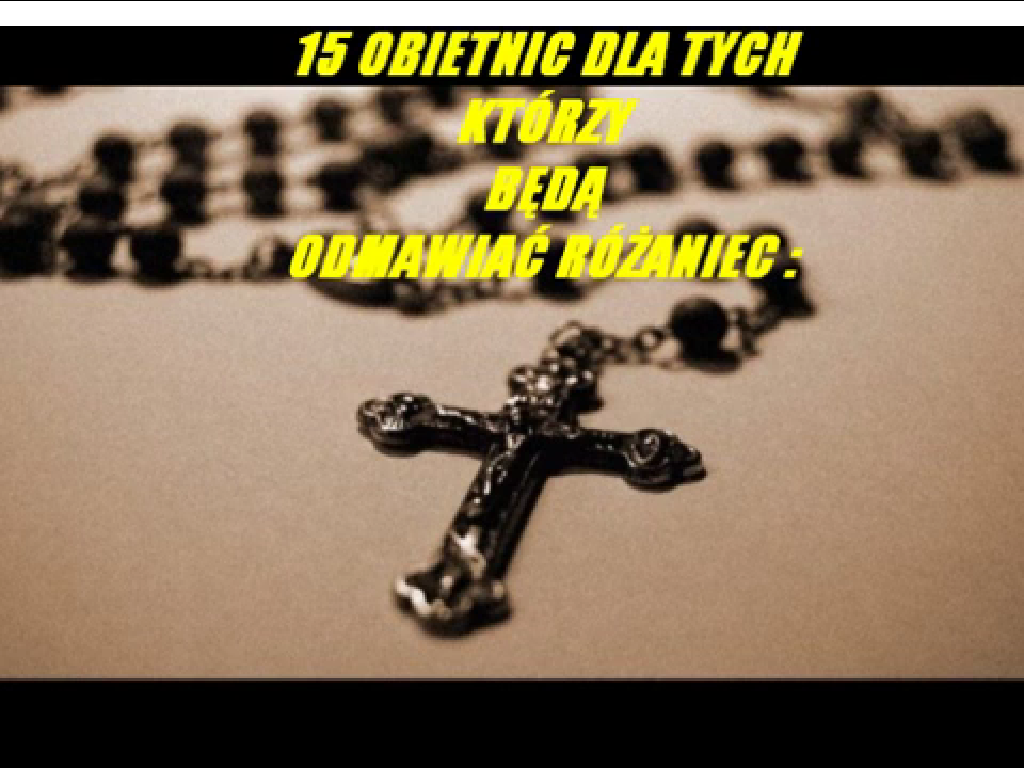 15 OBIETNIC DLA TYCH
KTÓRZY
BĘDĄ
ODMAWIAĆ RÓŻANIEC :